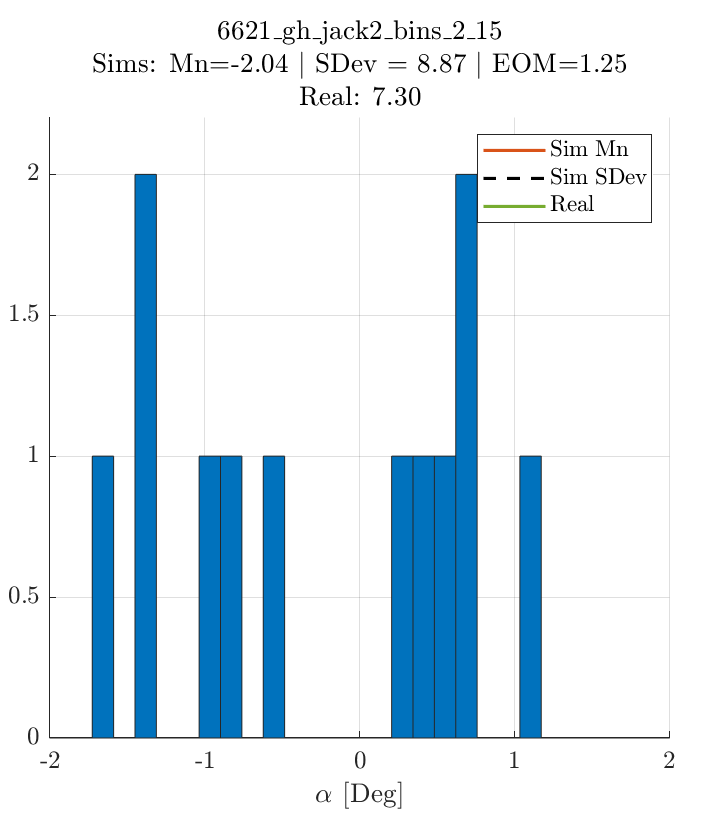 6621_gh_jack2_bins_2_15
Sims: Mn=-2.04 | SDev = 8.87 | EOM=1.25
Real: 7.30
Sim Mn
Sim SDev
Real
2
1.5
1
0.5
0
-2
-1
0
1
2
α [Deg]